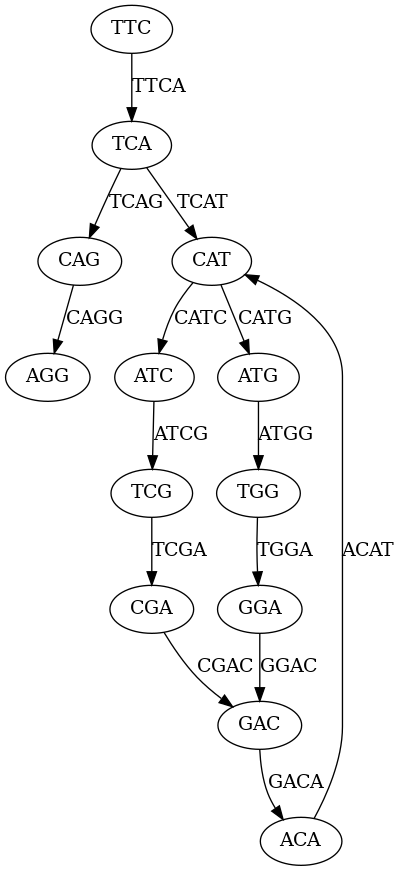 TTC
TTCA
TCA
TCAG TCAT
CAG CAT
CAGG CATC CATG
AGG ATC ATG
ATCG ATGG
TCG TGG
TCGA TGGA ACAT
CGA GGA
CGAC GGAC
GAC
GACA
ACA